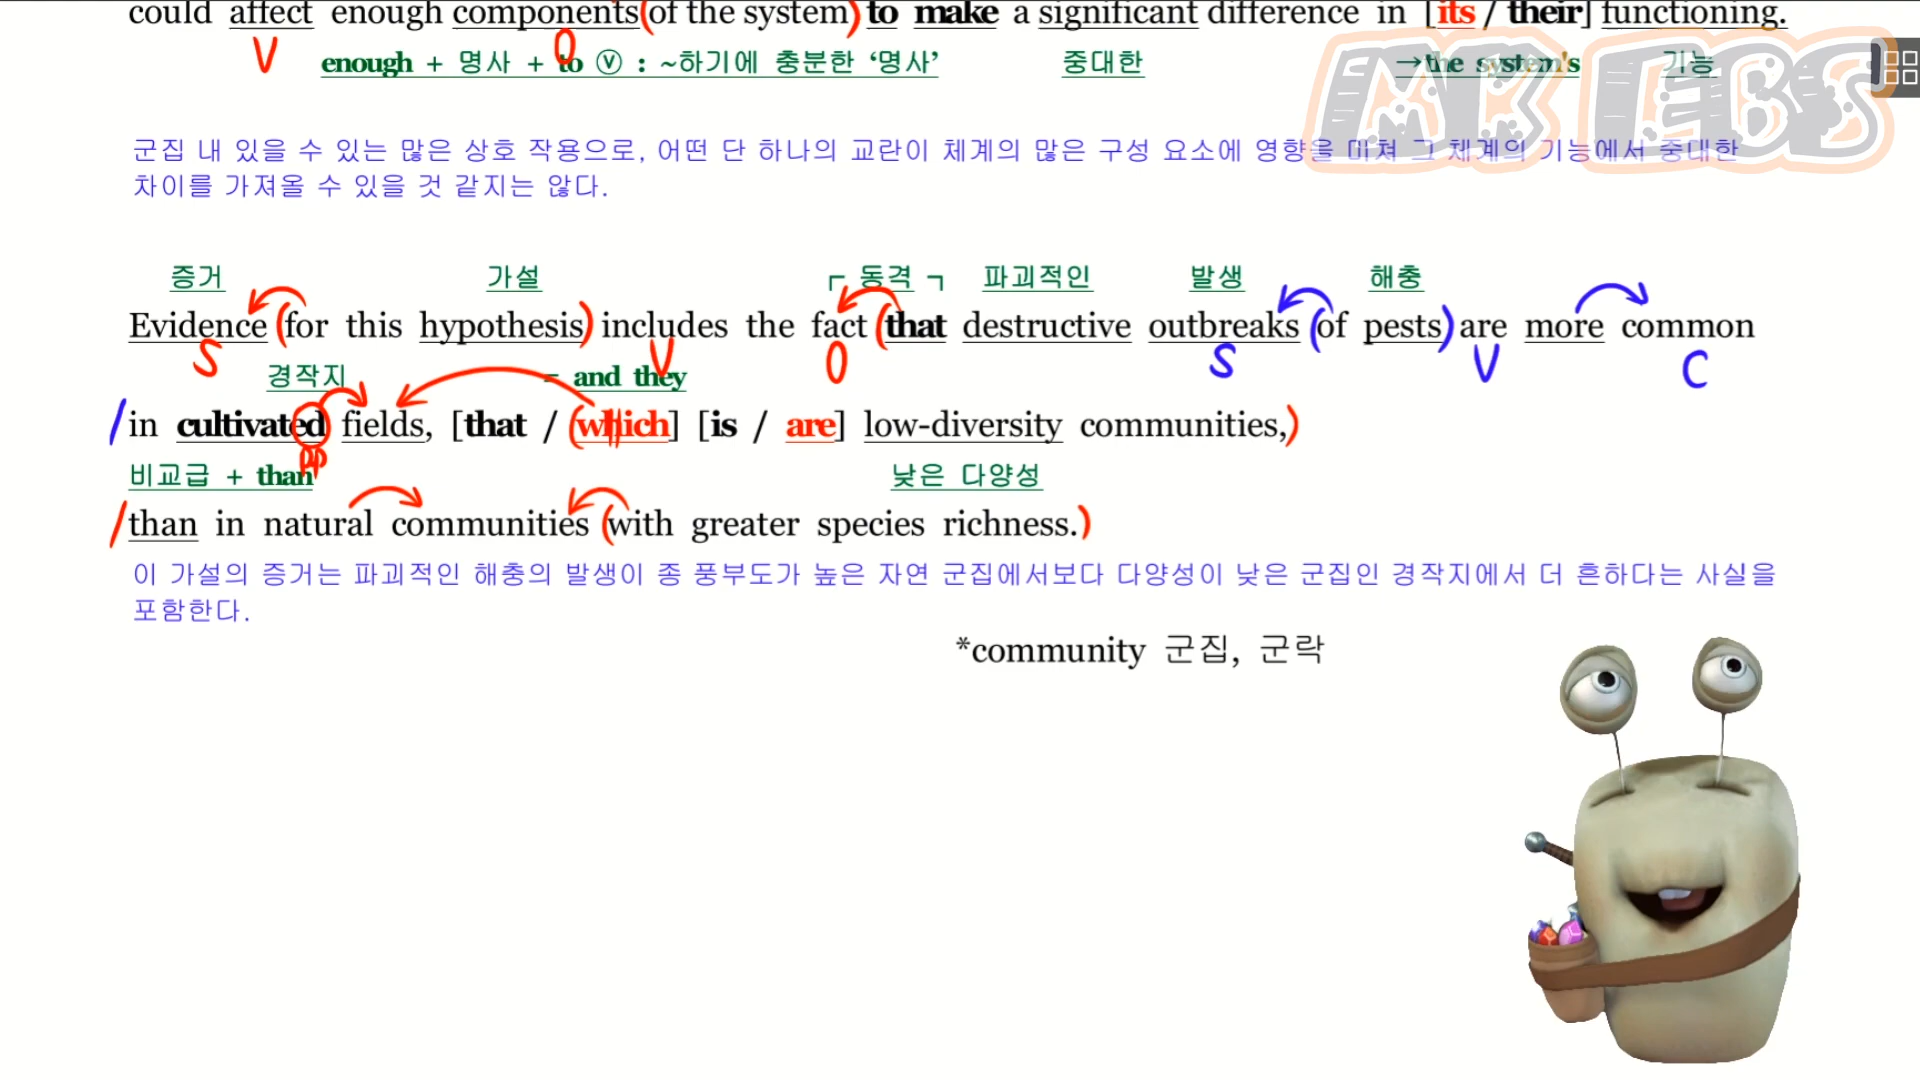 could affect enough components (of the system) to make a significant difference in [its / their] functioning.
V O
enough + 명사 + to ⓥ : ~하기에 충분한 ‘명사’ 중대한 →the system's 기능
MR EBS
군집 내 있을 수 있는 많은 상호 작용으로, 어떤 단 하나의 교란이 체계의 많은 구성 요소에 영향을 미쳐 그 체계의 기능에서 중대한
차이를 가져올 수 있을 것 같지는 않다.
증거 가설 ┌ 동격 ┐ 파괴적인 발생 해충
Evidence (for this hypothesis) includes the fact (that destructive outbreaks (of pests) are more common
S V O S V C
경작지 = and they
/in cultivated fields, [that / (which] [is / are] low-diversity communities,)
비교급 + than 낮은 다양성
/than in natural communities (with greater species richness.)
이 가설의 증거는 파괴적인 해충의 발생이 종 풍부도가 높은 자연 군집에서보다 다양성이 낮은 군집인 경작지에서 더 흔하다는 사실을
포함한다.
*community 군집, 군락